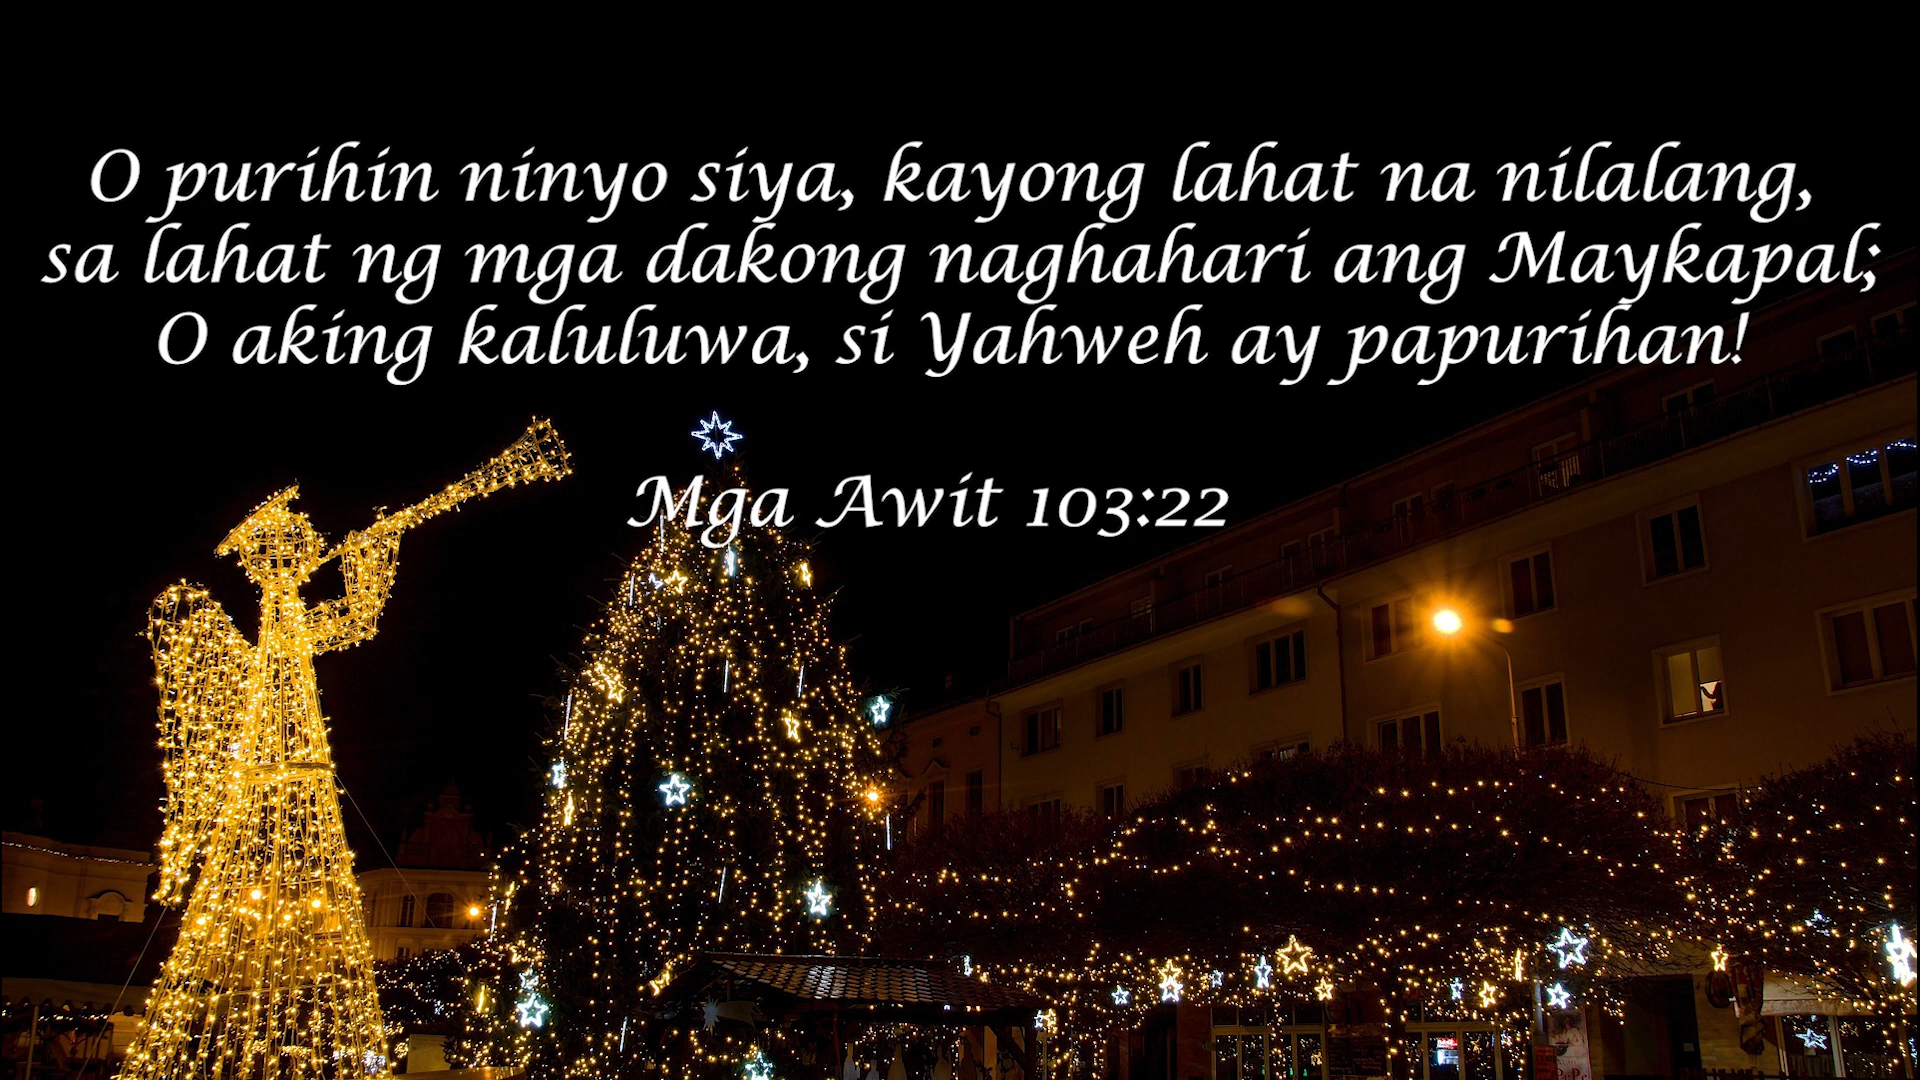 O purihin ninyo siya, kayong lahat na nilalang,
sa lahat ng mga dakong naghahari ang Maykapal;
O aking kaluluwa, si Yahweh ay papurihan!
Mga Awit 103:22